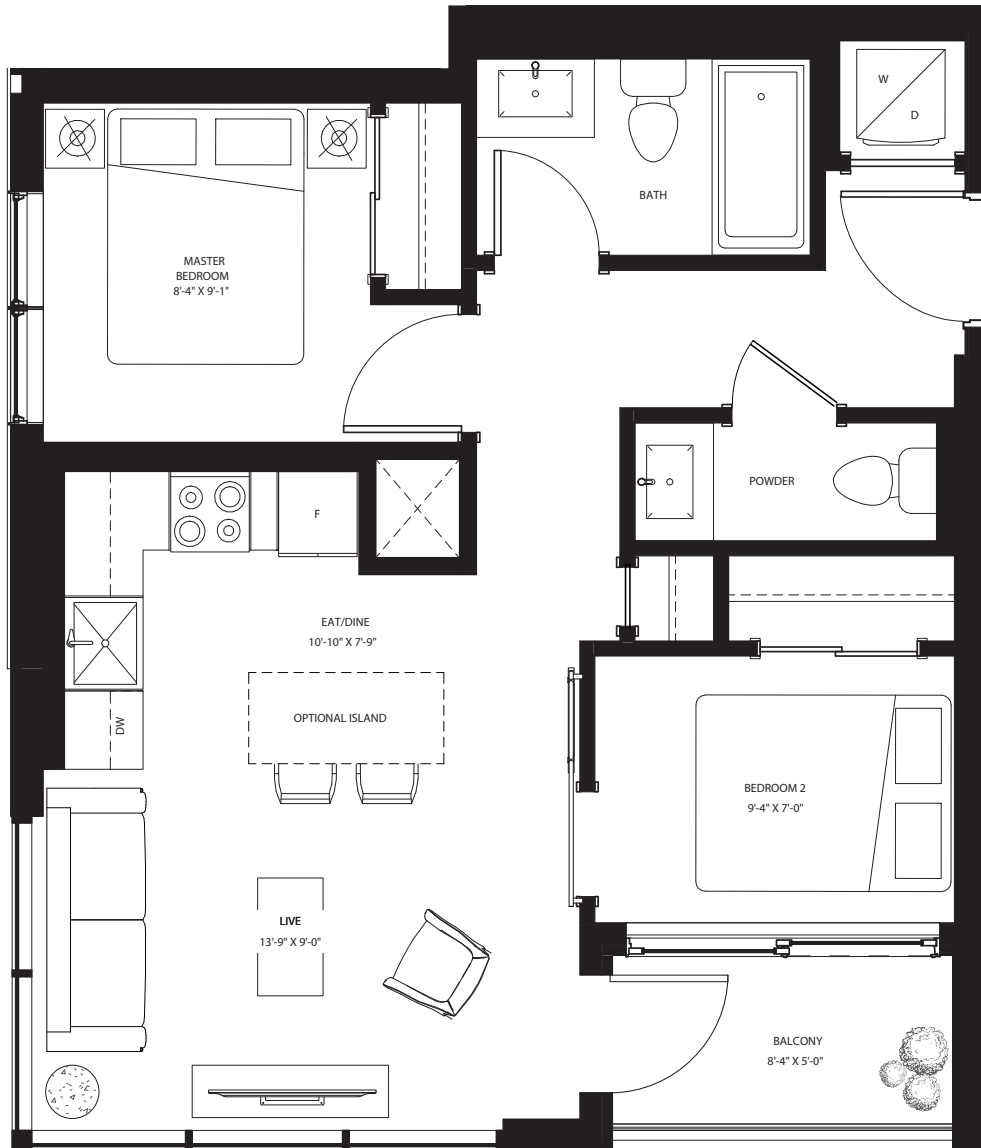 W
D
BATH
MASTER
BEDROOM
8'-4" X 9'-1"
POWDER
F
EAT/DINE
10'-10" X 7'-9"
OPTIONAL ISLAND
DW
BEDROOM 2
9'-4" X 7'-0"
LIVE
13'-9" X 9'-0"
BALCONY
8'-4" X 5'-0"